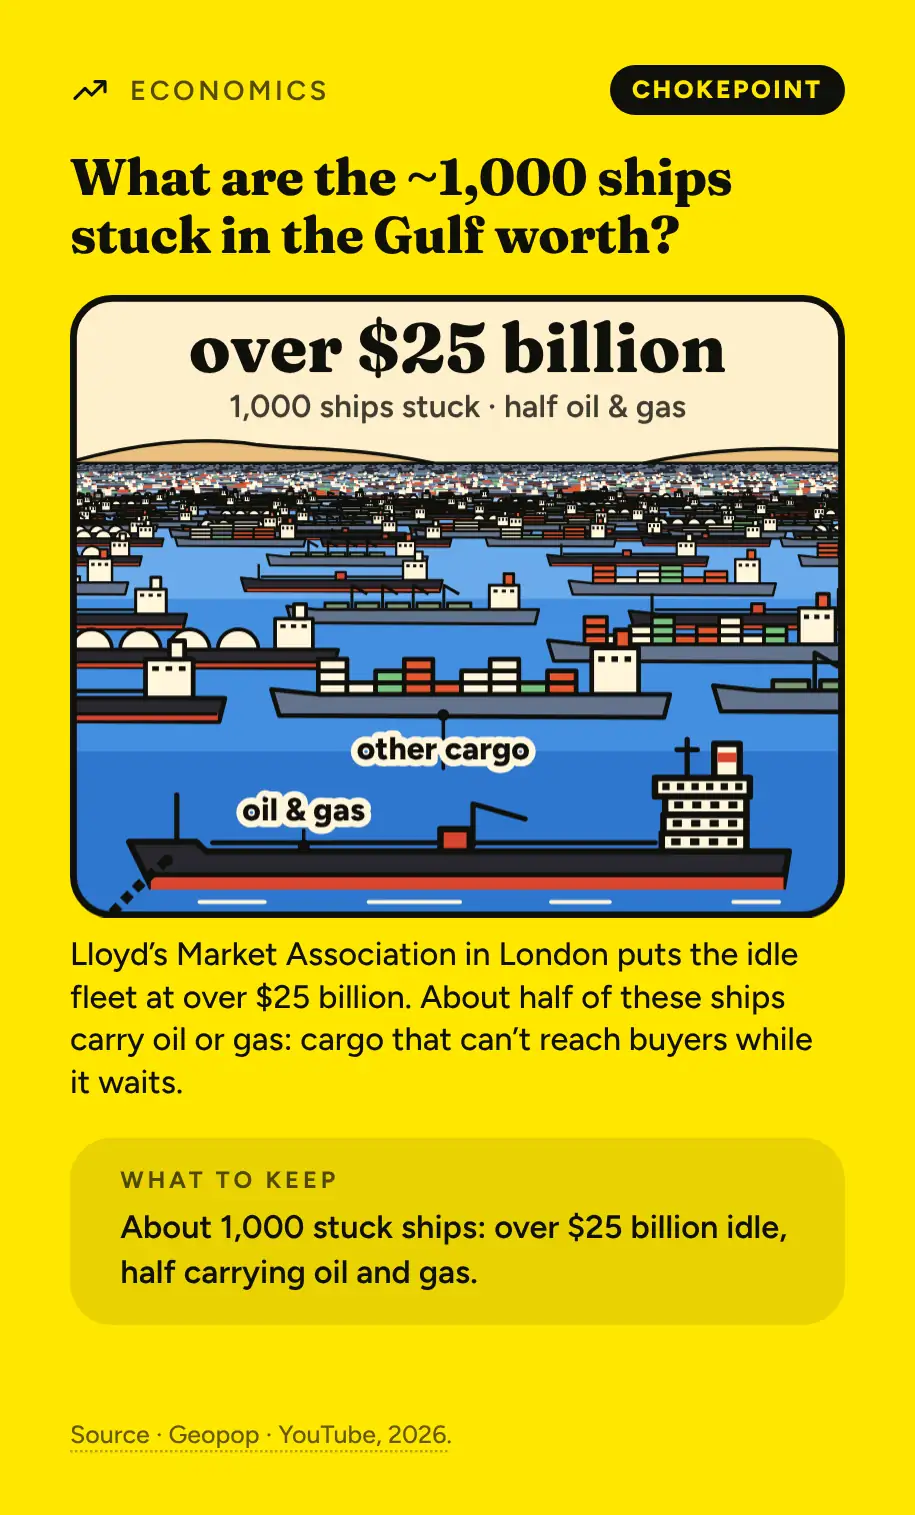 ECONOMICS
CHOKEPOINT
What are the ~1,000 ships
stuck in the Gulf worth?
over $25 billion
1,000 ships stuck · half oil & gas
other cargo
oil & gas
Lloyd’s Market Association in London puts the idle
fleet at over $25 billion. About half of these ships
carry oil or gas: cargo that can’t reach buyers while
it waits.
WHAT TO KEEP
About 1,000 stuck ships: over $25 billion idle,
half carrying oil and gas.
Source · Geopop · YouTube, 2026.